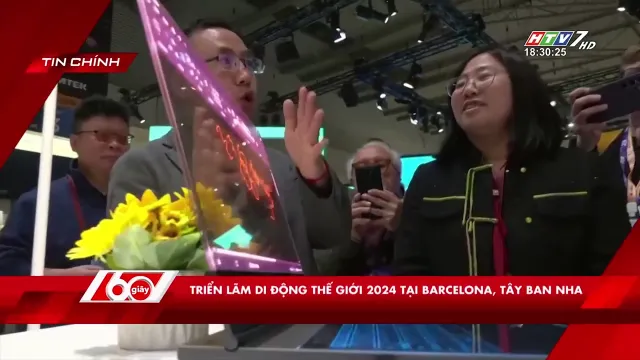 TIN CHÍNH
HTV7 HD
18:30:25
60 giây
TRIỂN LÃM DI ĐỘNG THẾ GIỚI 2024 TẠI BARCELONA, TÂY BAN NHA